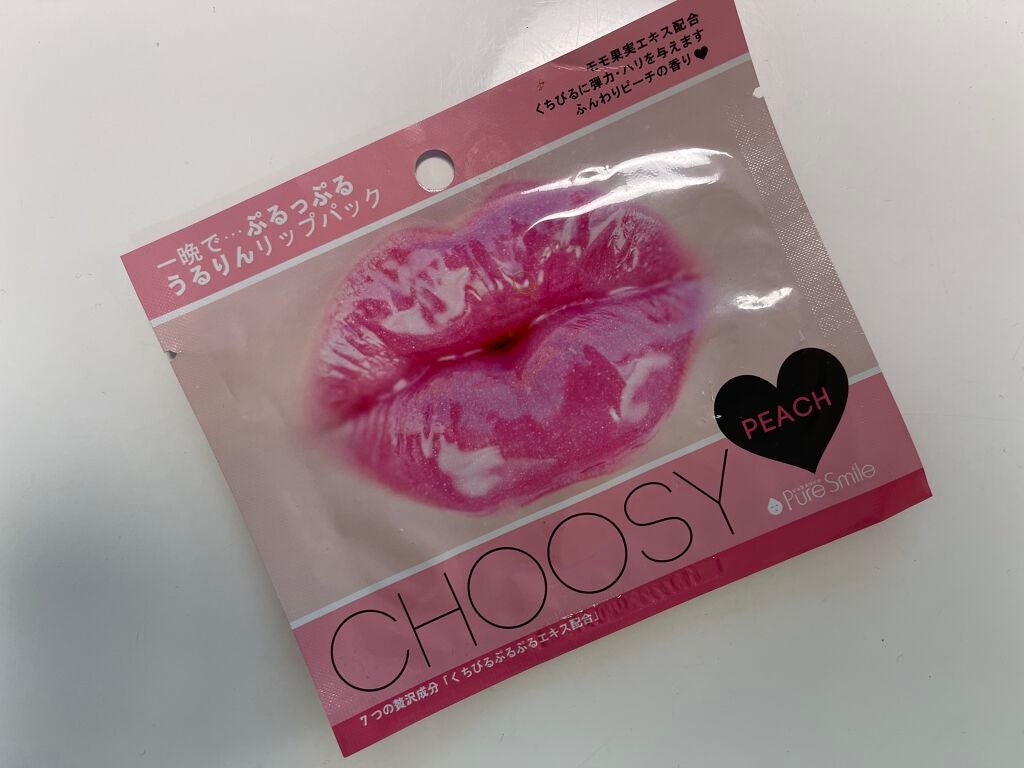 モモ果実エキス配合
くちびるに弾力・ハリを与えます
ふんわりピーチの香り♥
一晩で…ぷるっぷる
うるりんリップパック
PEACH
Pure Smile
CHOOSY
7つの贅沢成分「くちびるぷるぷるエキス配合」